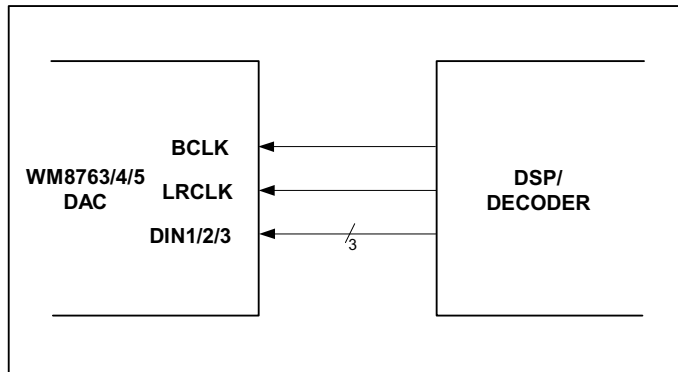 BCLK
WM8763/4/5
DAC
LRCLK
DIN1/2/3
3
DSP/
DECODER